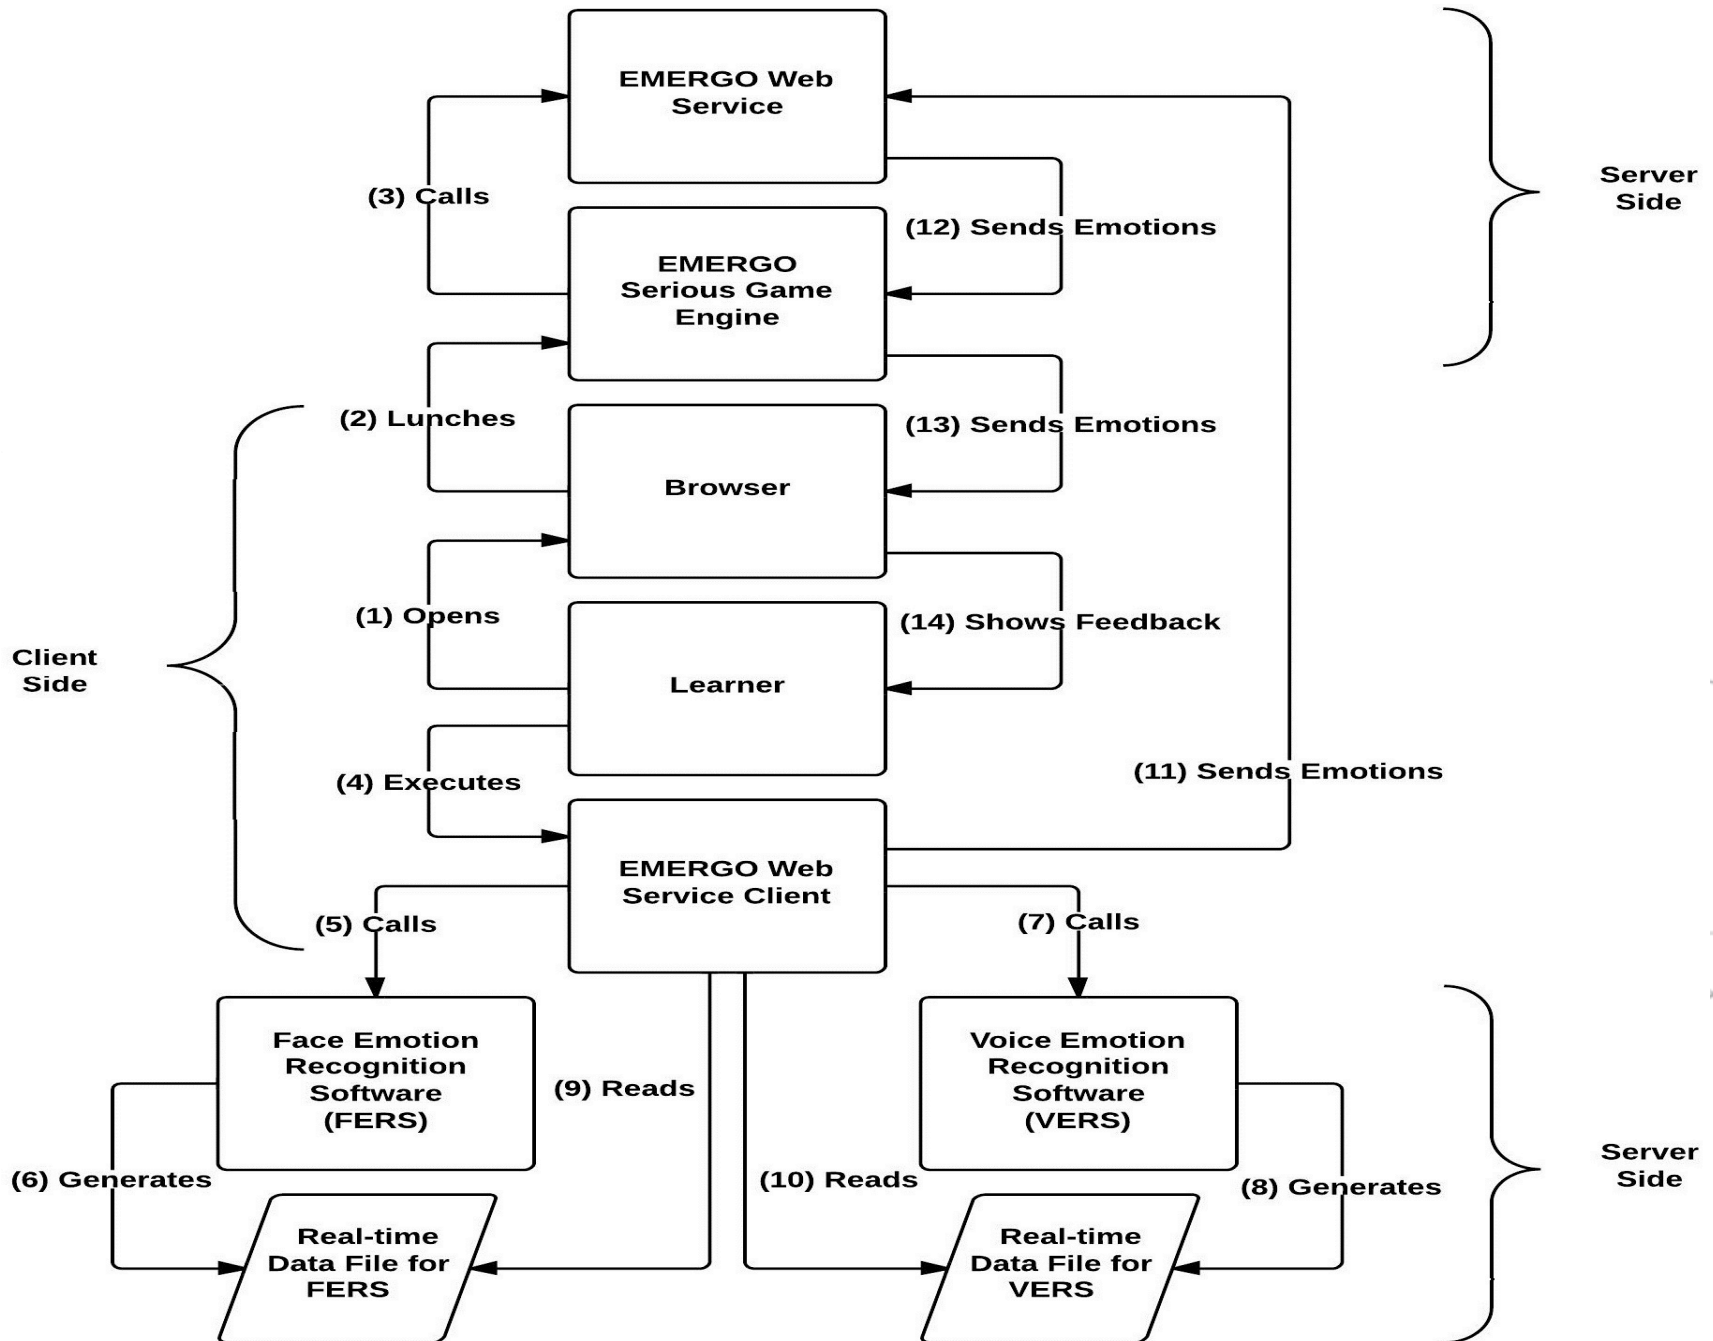 EMERGO Web
Service
Server
Side
(3) Calls
(12) Sends Emotions
EMERGO
Serious Game
Engine
(2) Lunches
(13) Sends Emotions
Browser
(1) Opens
(14) Shows Feedback
Client
Side
Learner
(4) Executes
(11) Sends Emotions
EMERGO Web
Service Client
(5) Calls
(7) Calls
Face Emotion
Recognition
Software
(FERS)
(9) Reads
Voice Emotion
Recognition
Software
(VERS)
Server
Side
(6) Generates
(10) Reads
(8) Generates
Real-time
Data File for
FERS
Real-time
Data File for
VERS